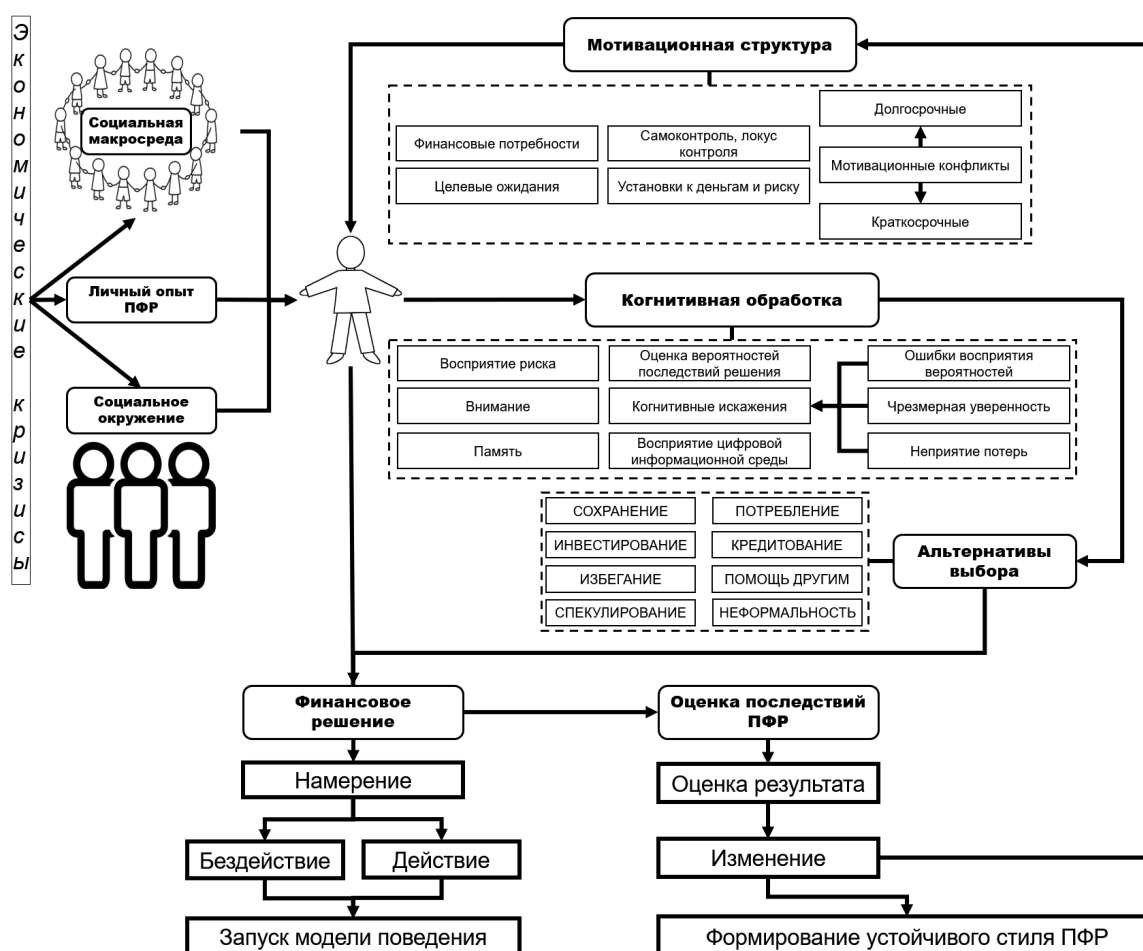 Экономические кризисы
Социальная
макросреда
Личный опыт
ПФР
Социальное
окружение
Мотивационная структура
Финансовые потребности
Самоконтроль, локус
контроля
Целевые ожидания
Установки к деньгам и риску
Долгосрочные
Мотивационные конфликты
Краткосрочные
Когнитивная обработка
Восприятие риска
Оценка вероятностей
последствий решения
Ошибки восприятия
вероятностей
Внимание
Когнитивные искажения
Чрезмерная уверенность
Память
Восприятие цифровой
информационной среды
Неприятие потерь
СОХРАНЕНИЕ
ПОТРЕБЛЕНИЕ
ИНВЕСТИРОВАНИЕ
КРЕДИТОВАНИЕ
ИЗБЕГАНИЕ
ПОМОЩЬ ДРУГИМ
СПЕКУЛИРОВАНИЕ
НЕФОРМАЛЬНОСТЬ
Альтернативы
выбора
Финансовое
решение
Оценка последствий
ПФР
Намерение
Оценка результата
Бездействие
Действие
Изменение
Запуск модели поведения
Формирование устойчивого стиля ПФР